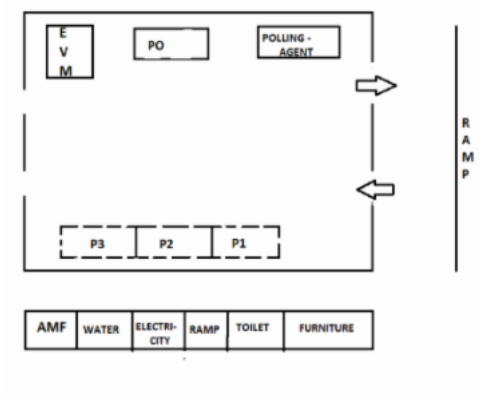 E
V
M
PO
POLLING -
AGENT
R
A
M
P
P3
P2
P1
AMF
WATER
ELECTRI-
CITY
RAMP
TOILET
FURNITURE